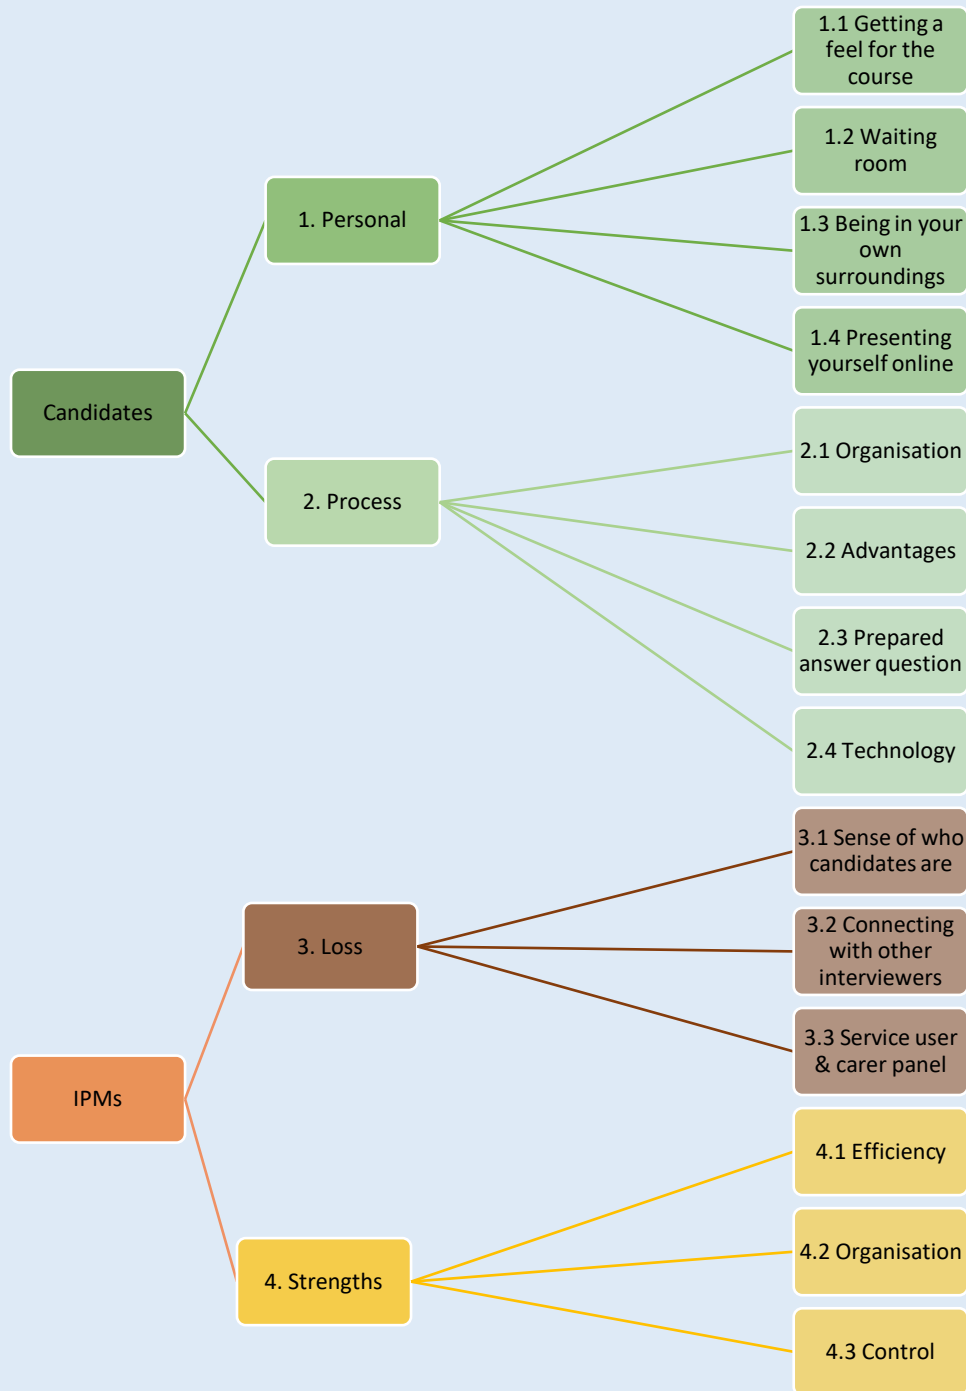 Candidates
1. Personal
1.1 Getting a
feel for the
course
1.2 Waiting
room
1.3 Being in your
own
surroundings
1.4 Presenting
yourself online
2. Process
2.1 Organisation
2.2 Advantages
2.3 Prepared
answer question
2.4 Technology
IPMs
3. Loss
3.1 Sense of who
candidates are
3.2 Connecting
with other
interviewers
3.3 Service user
& carer panel
4. Strengths
4.1 Efficiency
4.2 Organisation
4.3 Control